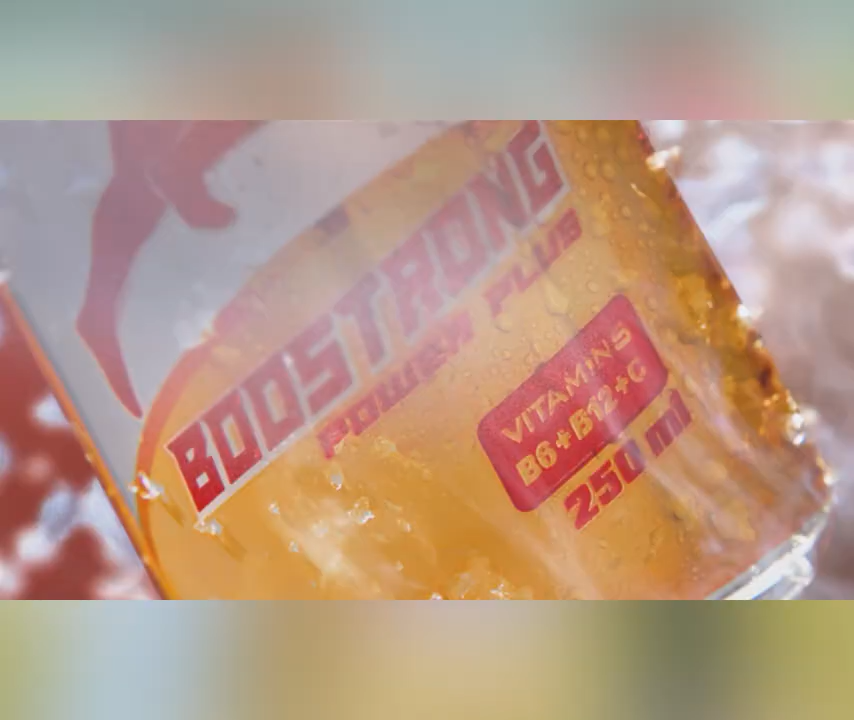 BOOSTRONG
POWER PLUS
VITAMINS
B6+B12+C
250 ml